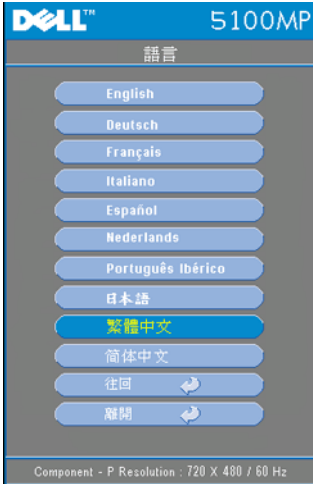 DELL™ 5100MP
語言
English
Deutsch
Français
Italiano
Español
Nederlands
Português Ibérico
日本語
繁體中文
简体中文
往回
離開
Component - P Resolution : 720 X 480 / 60 Hz